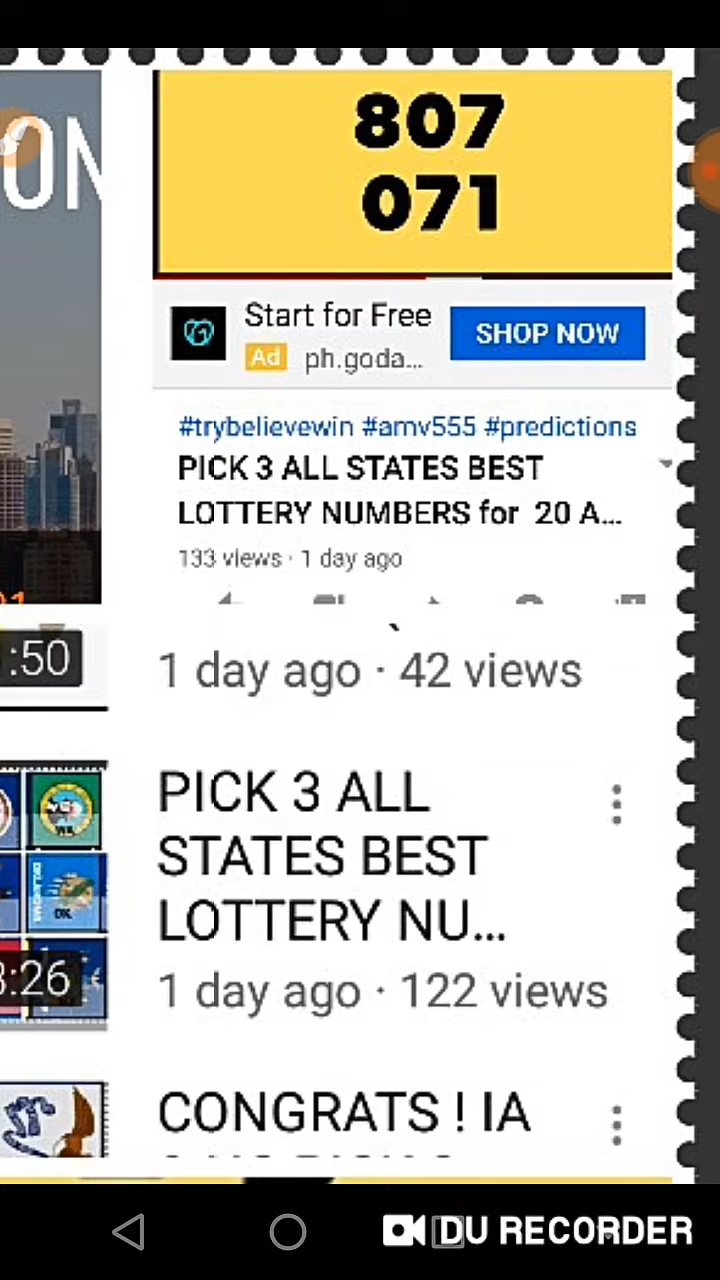 ON
807
071
Start for Free
SHOP NOW
Ad ph.goda...
#trybelievewin #amv555 #predictions
PICK 3 ALL STATES BEST
LOTTERY NUMBERS for 20 A...
133 views · 1 day ago
:50
1 day ago · 42 views
PICK 3 ALL
STATES BEST
LOTTERY NU...
OK
3:26
1 day ago · 122 views
CONGRATS ! IA
DU RECORDER